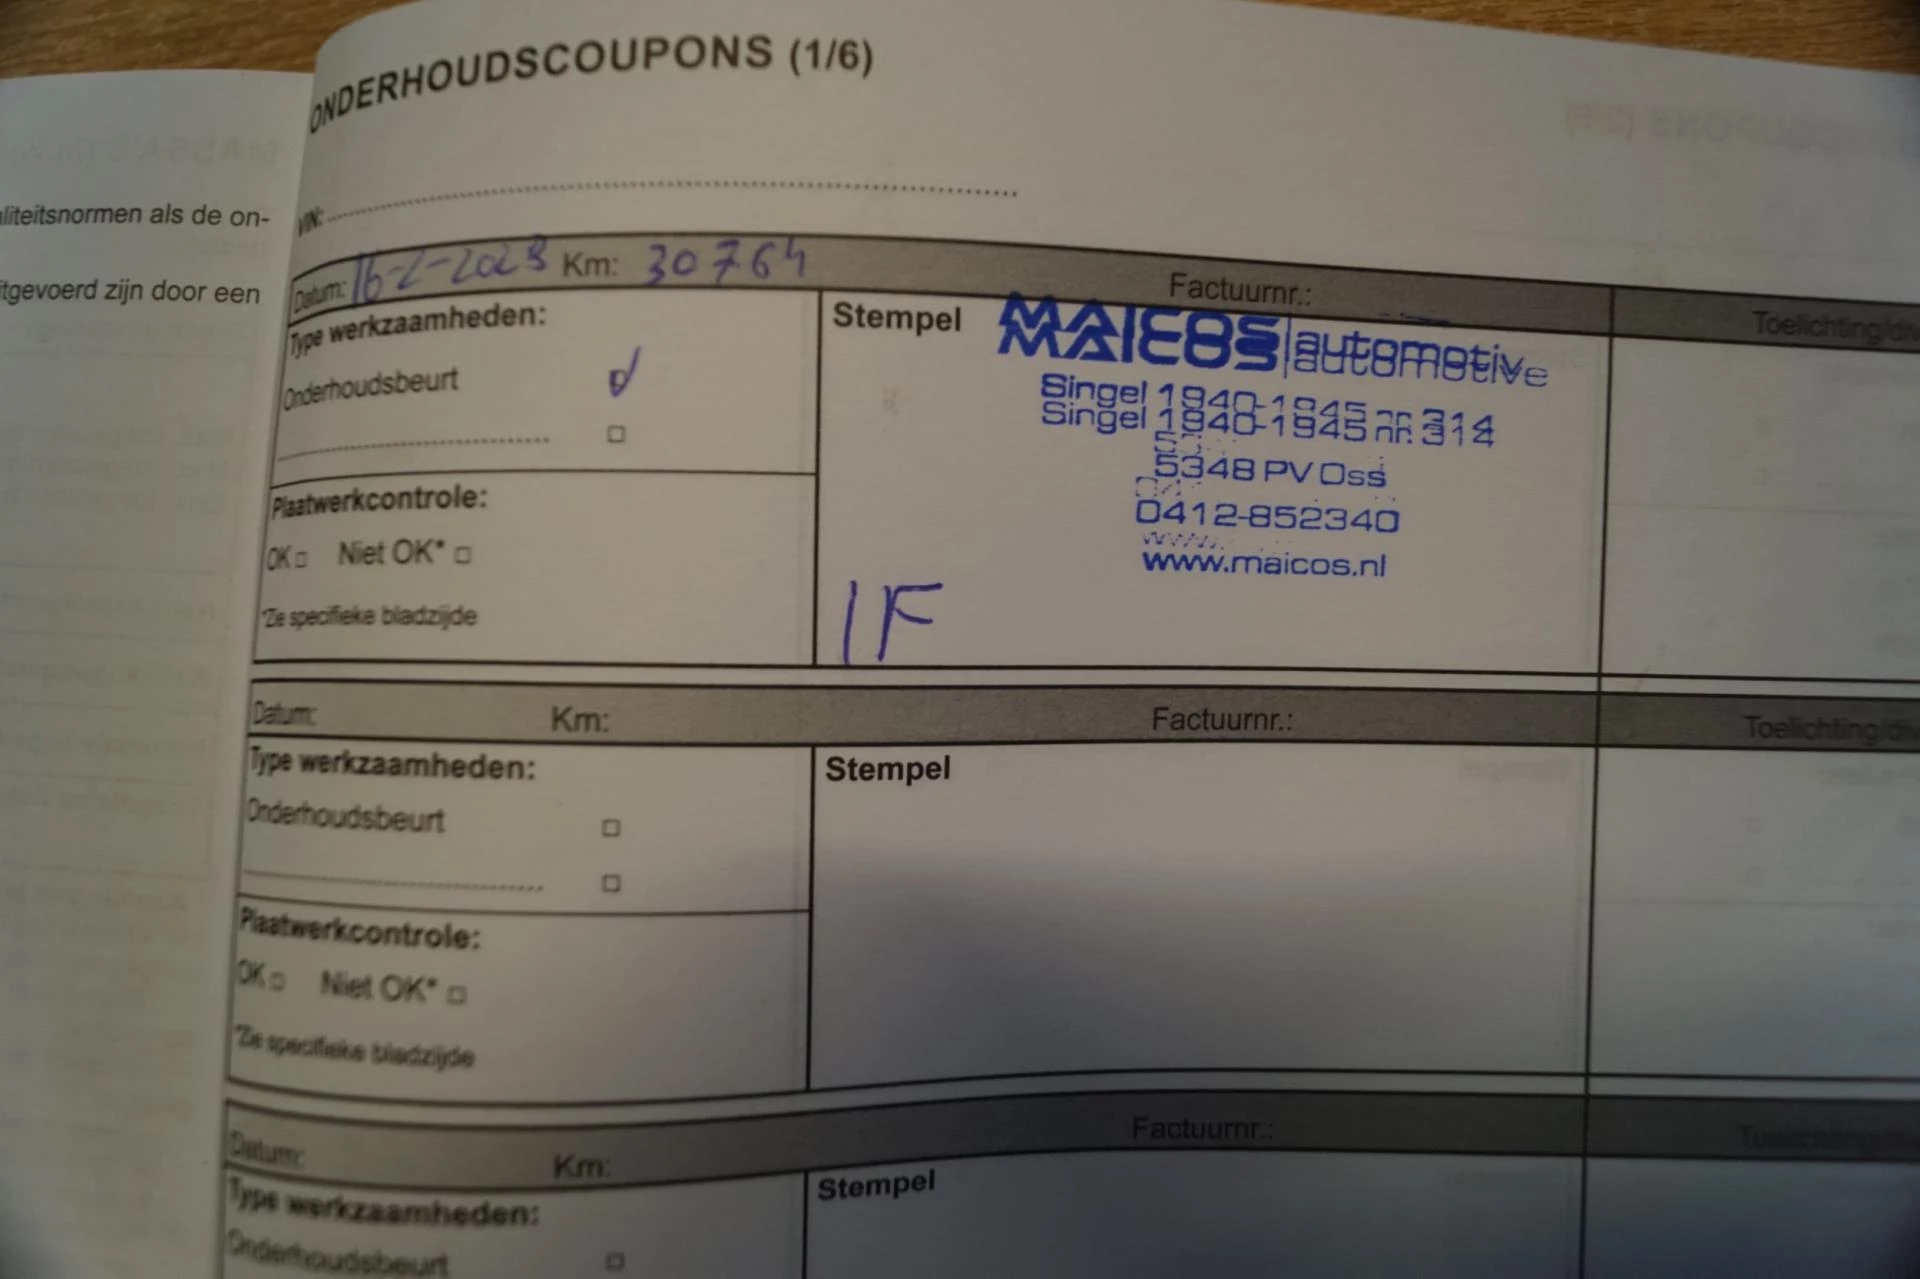 ONDERHOUDSCOUPONS (1/6)
liteitsnormen als de on-
itgevoerd zijn door een
VIN:
Datum: 16-2-2023 Km: 30764 Factuurnr.: Toelichting/div
Type werkzaamheden:
Onderhoudsbeurt
Plaatwerkcontrole:
OK Niet OK*
*Zie specifieke bladzijde
Stempel
MAICOS automotive
Singel 1940-1945 nr. 314
5348 PV Oss
0412-852340
www.maicos.nl
IF
Datum: Km: Factuurnr.: Toelichting/div
Type werkzaamheden:
Onderhoudsbeurt
Plaatwerkcontrole:
OK Niet OK*
*Zie specifieke bladzijde
Stempel
Datum: Km: Factuurnr.: Toelichting/div
Type werkzaamheden:
Onderhoudsbeurt
Stempel